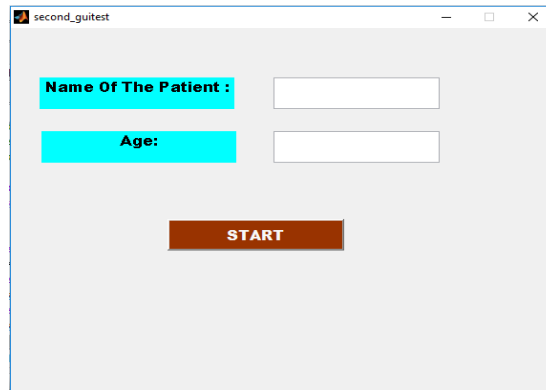 second_guitest
Name Of The Patient :
Age:
START